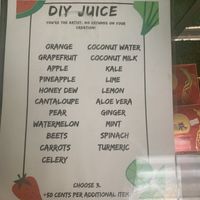 DIY JUICE
YOU'RE THE ARTIST, NO REFUNDS ON YOUR
CREATION!
ORANGE
GRAPEFRUIT
APPLE
PINEAPPLE
HONEY DEW
CANTALOUPE
PEAR
WATERMELON
BEETS
CARROTS
CELERY
COCONUT WATER
COCONUT MILK
KALE
LIME
LEMON
ALOE VERA
GINGER
MINT
SPINACH
TURMERIC
CHOOSE 3.
+50 CENTS PER ADDITIONAL ITEM